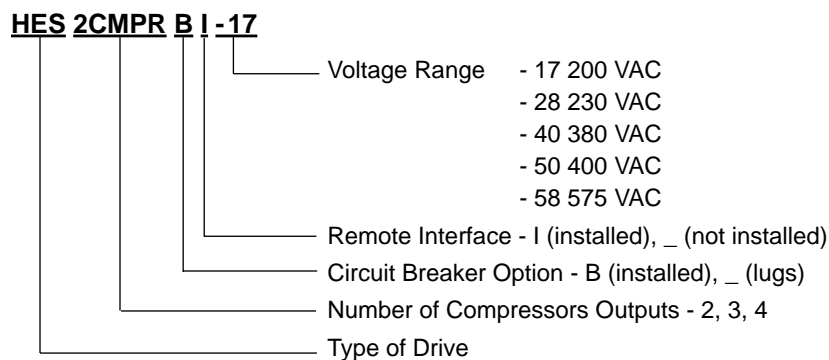 HES 2CMPR B I -17
Voltage Range - 17 200 VAC
- 28 230 VAC
- 40 380 VAC
- 50 400 VAC
- 58 575 VAC
Remote Interface - I (installed), _ (not installed)
Circuit Breaker Option - B (installed), _ (lugs)
Number of Compressors Outputs - 2, 3, 4
Type of Drive